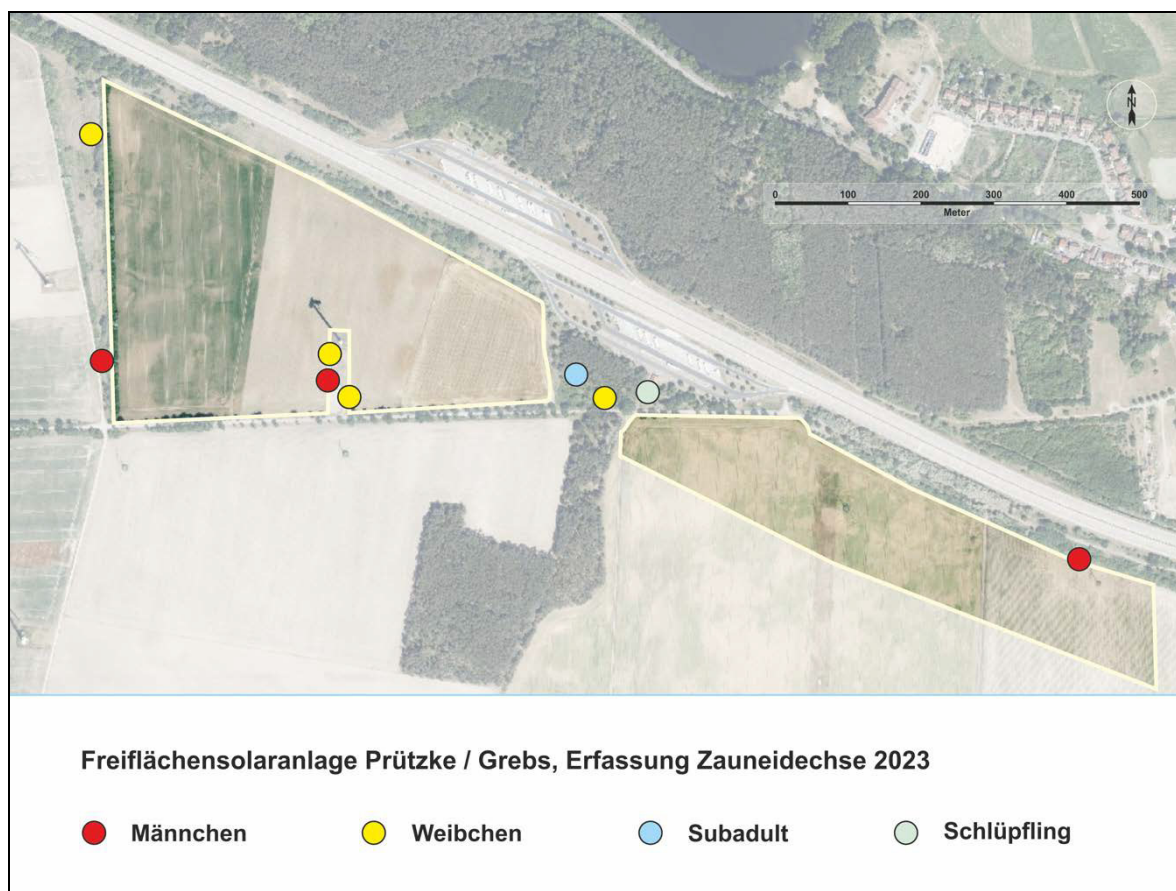 N
0 100 200 300 400 500
Meter
Freiflächensolaranlage Prützke / Grebs, Erfassung Zauneidechse 2023
Männchen Weibchen Subadult Schlüpfling